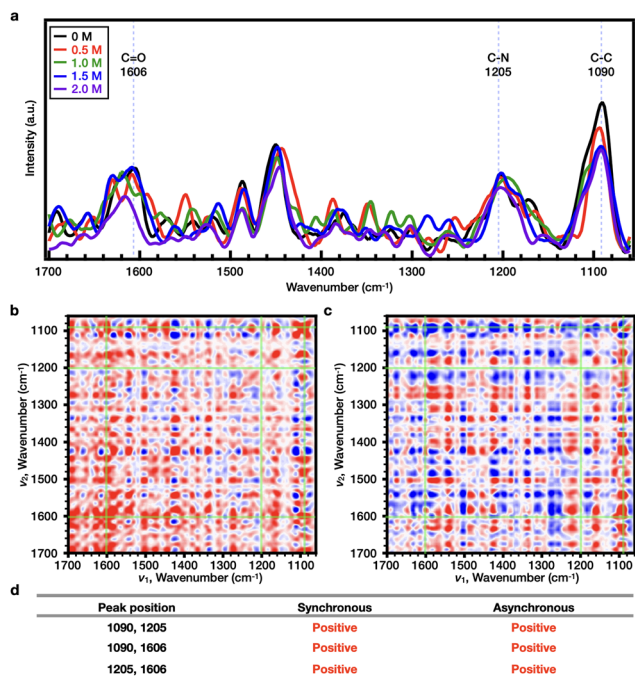 a
0 M
0.5 M
1.0 M
1.5 M
2.0 M
C=O
1606
C-N
1205
C-C
1090
Intensity (a.u.)
1700 1600 1500 1400 1300 1200 1100
Wavenumber (cm⁻¹)
b
1100
1200
1300
1400
1500
1600
1700
ν₂, Wavenumber (cm⁻¹)
1700 1600 1500 1400 1300 1200 1100
ν₁, Wavenumber (cm⁻¹)
c
1100
1200
1300
1400
1500
1600
1700
ν₂, Wavenumber (cm⁻¹)
1700 1600 1500 1400 1300 1200 1100
ν₁, Wavenumber (cm⁻¹)
d
Peak position Synchronous Asynchronous
1090, 1205 Positive Positive
1090, 1606 Positive Positive
1205, 1606 Positive Positive